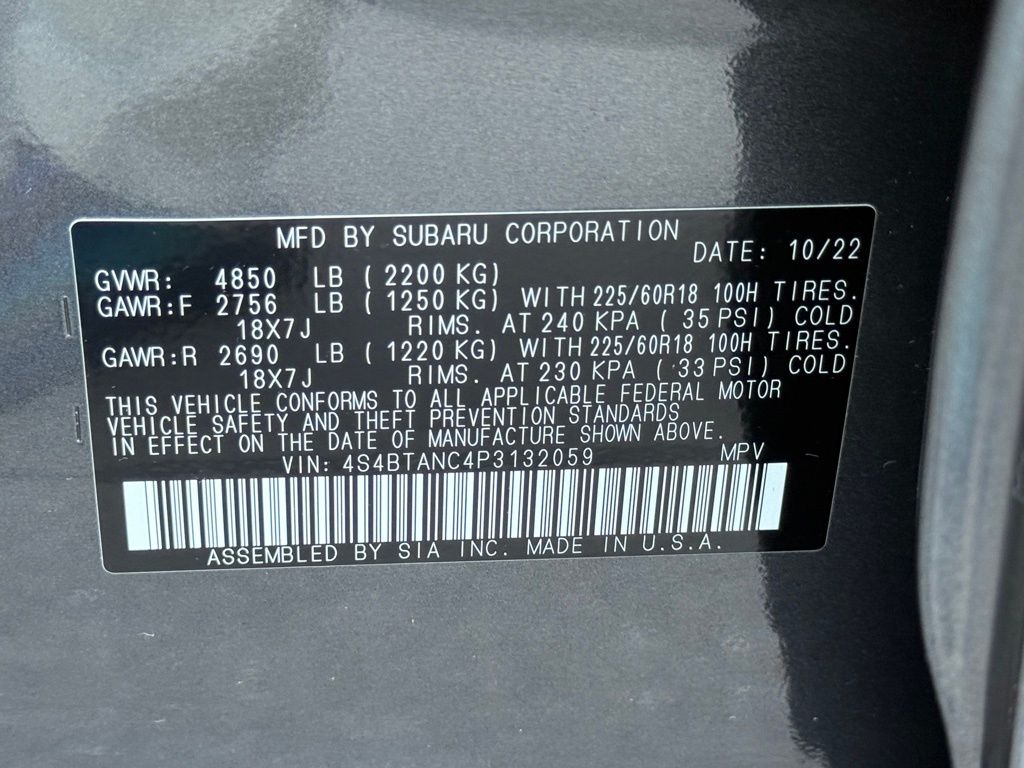 MFD BY SUBARU CORPORATION
DATE: 10/22
GVWR: 4850 LB (2200 KG)
GAWR:F 2756 LB (1250 KG) WITH 225/60R18 100H TIRES.
18X7J RIMS. AT 240 KPA (35 PSI) COLD
GAWR:R 2690 LB (1220 KG) WITH 225/60R18 100H TIRES.
18X7J RIMS. AT 230 KPA (33 PSI) COLD
THIS VEHICLE CONFORMS TO ALL APPLICABLE FEDERAL MOTOR
VEHICLE SAFETY AND THEFT PREVENTION STANDARDS
IN EFFECT ON THE DATE OF MANUFACTURE SHOWN ABOVE.
VIN: 4S4BTANC4P3132059 MPV
ASSEMBLED BY SIA INC. MADE IN U.S.A.